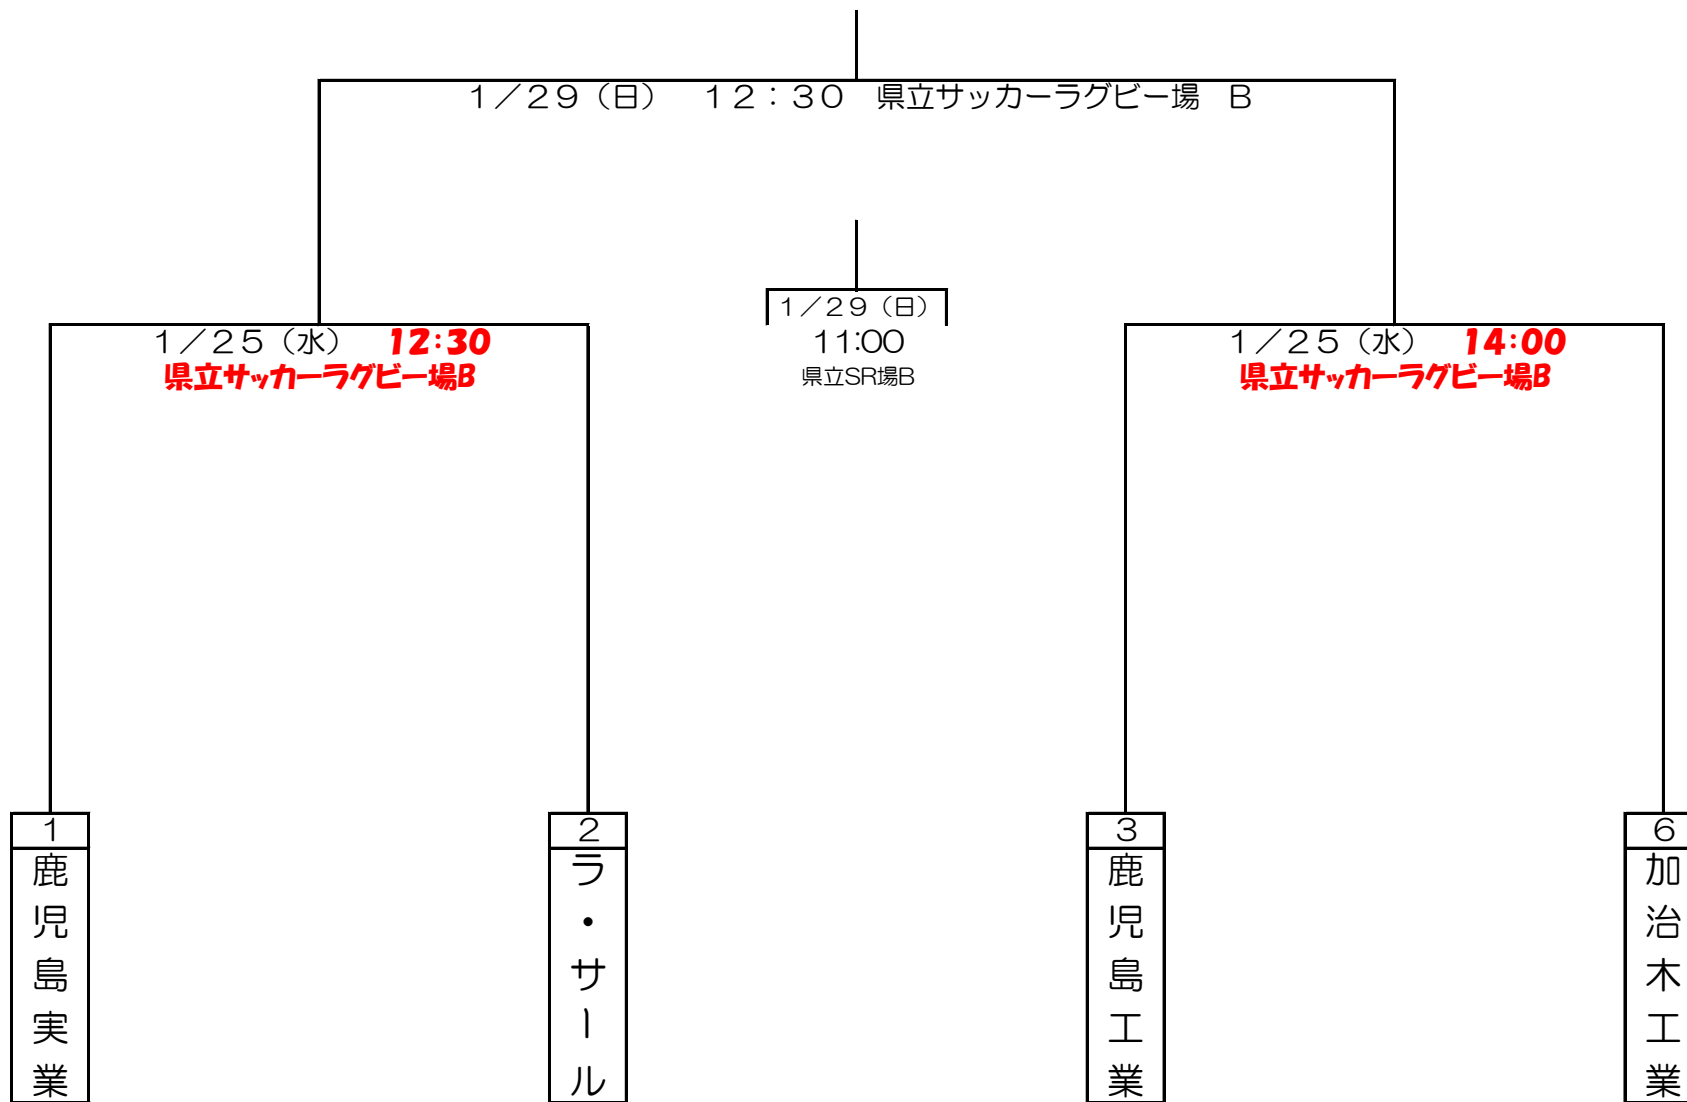 1／29（日）　12：30　県立サッカーラグビー場　B
1／29（日）
11:00
県立SR場B
1／25（水）　12:30
県立サッカーラグビー場B
1／25（水）　14:00
県立サッカーラグビー場B
1
鹿児島実業
2
ラ・サール
3
鹿児島工業
6
加治木工業